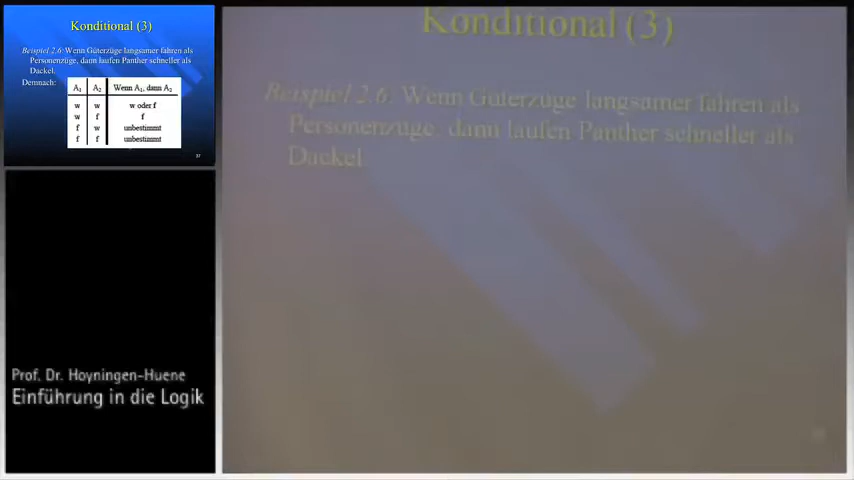 Konditional (3)
Beispiel 2.6: Wenn Güterzüge langsamer fahren als
Personenzüge, dann laufen Panther schneller als
Dackel.
Demnach:
A₁ A₂ Wenn A₁, dann A₂
w w w oder f
w f f
f w unbestimmt
f f unbestimmt
37
Prof. Dr. Hoyningen-Huene
Einführung in die Logik
Konditional (3)
Beispiel 2.6: Wenn Güterzüge langsamer fahren als
Personenzüge, dann laufen Panther schneller als
Dackel